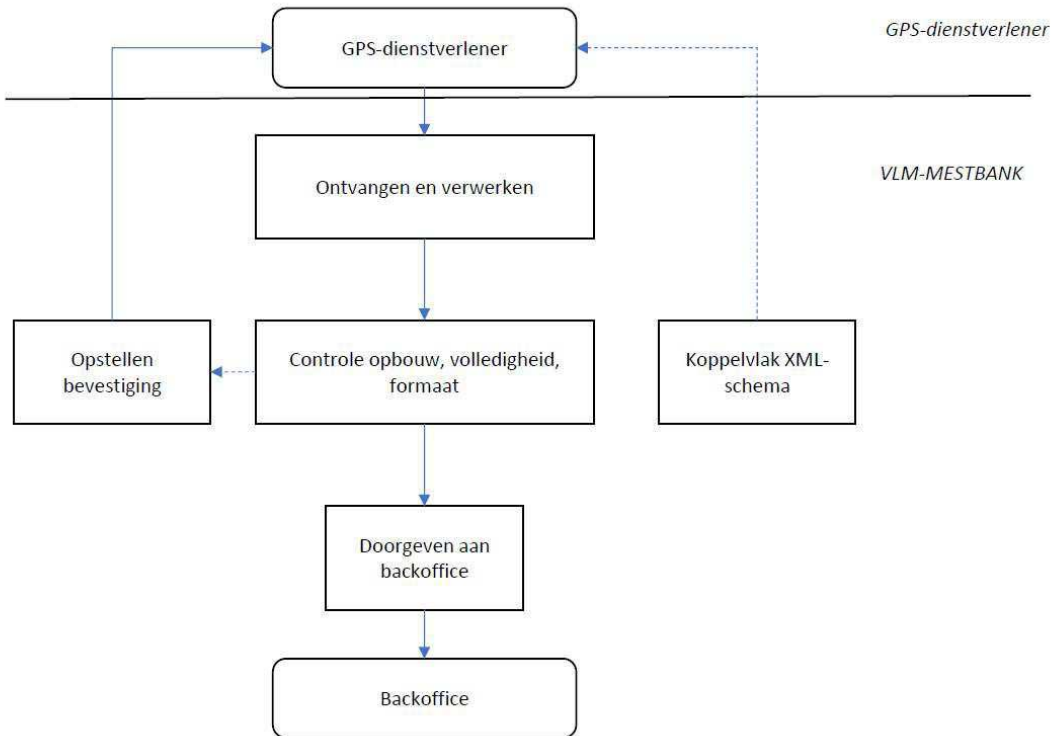 GPS-dienstverlener
GPS-dienstverlener
Ontvangen en verwerken
VLM-MESTBANK
Opstellen
bevestiging
Controle opbouw, volledigheid,
formaat
Koppelvlak XML-
schema
Doorgeven aan
backoffice
Backoffice